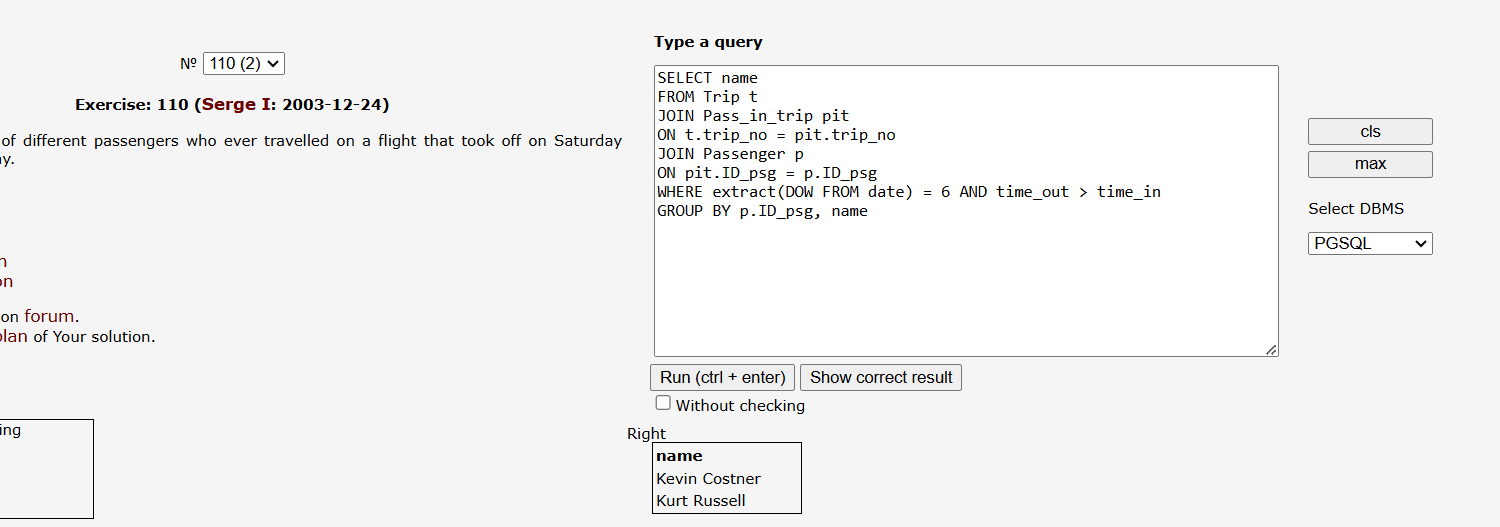 Nº 110 (2)
Exercise: 110 (Serge I: 2003-12-24)
of different passengers who ever travelled on a flight that took off on Saturday
on forum.
of Your solution.
Type a query
SELECT name
FROM Trip t
JOIN Pass_in_trip pit
ON t.trip_no = pit.trip_no
JOIN Passenger p
ON pit.ID_psg = p.ID_psg
WHERE extract(DOW FROM date) = 6 AND time_out > time_in
GROUP BY p.ID_psg, name
Run (ctrl + enter) Show correct result
Without checking
Right
name
Kevin Costner
Kurt Russell
cls
max
Select DBMS
PGSQL